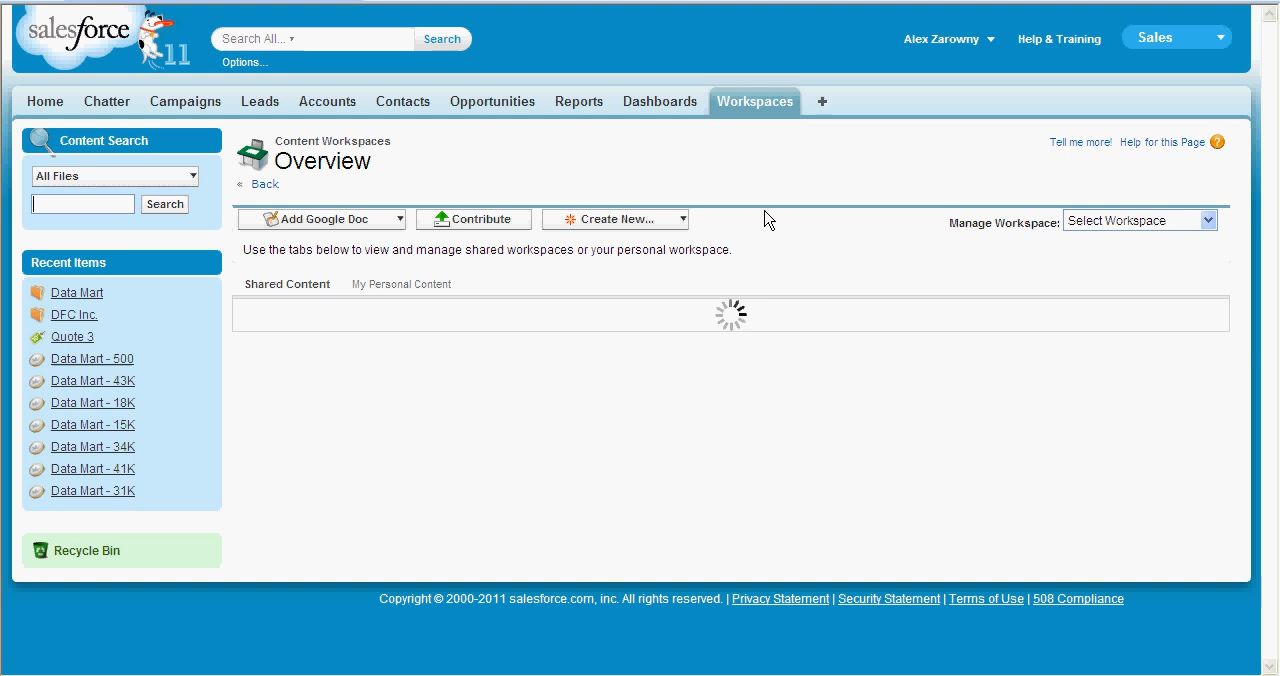 salesforce
11
Search All...
Search
Options...
Alex Zarowny
Help & Training
Sales
Home
Chatter
Campaigns
Leads
Accounts
Contacts
Opportunities
Reports
Dashboards
Workspaces
+
Content Search
All Files
Search
Recent Items
Data Mart
DFC Inc.
Quote 3
Data Mart - 500
Data Mart - 43K
Data Mart - 18K
Data Mart - 15K
Data Mart - 34K
Data Mart - 41K
Data Mart - 31K
Recycle Bin
Content Workspaces
Overview
« Back
Tell me more!
Help for this Page ?
Add Google Doc
Contribute
Create New...
Manage Workspace: Select Workspace
Use the tabs below to view and manage shared workspaces or your personal workspace.
Shared Content
My Personal Content
Copyright © 2000-2011 salesforce.com, inc. All rights reserved. | Privacy Statement | Security Statement | Terms of Use | 508 Compliance